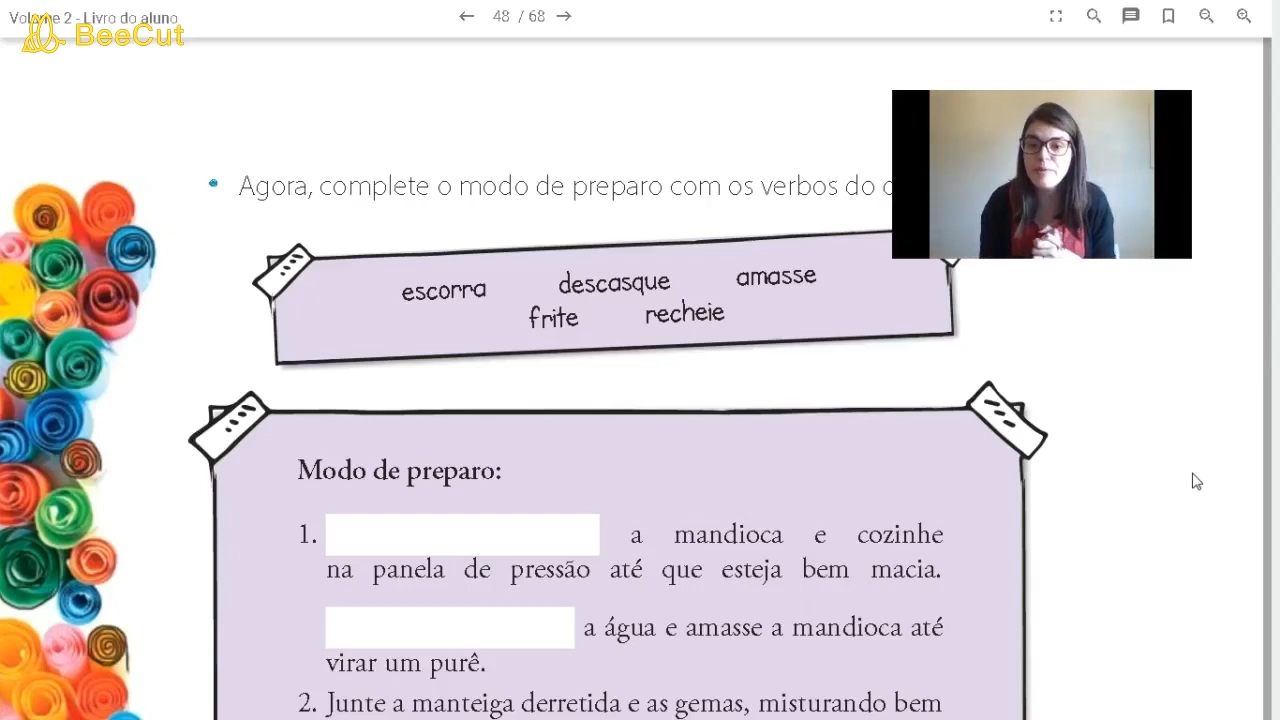 Volume 2 - Livro do aluno
48 / 68
BeeCut
Agora, complete o modo de preparo com os verbos do
escorra descasque amasse
frite recheie
Modo de preparo:
1. a mandioca e cozinhe
na panela de pressão até que esteja bem macia.
a água e amasse a mandioca até
virar um purê.
2. Junte a manteiga derretida e as gemas, misturando bem